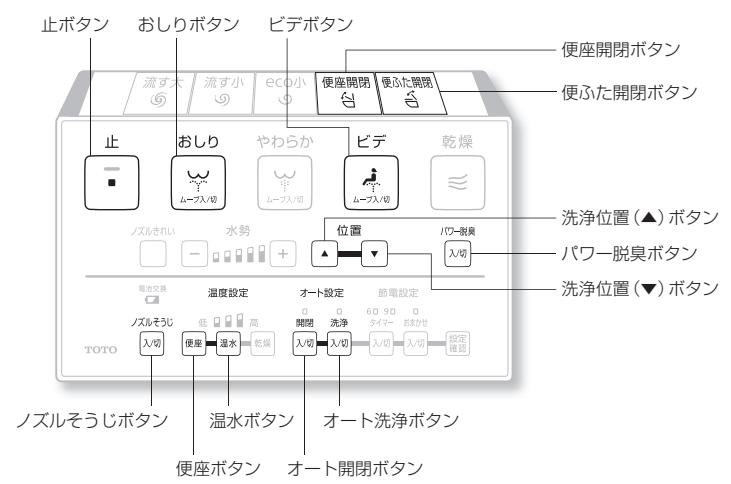 止ボタン おしりボタン ビデボタン
便座開閉ボタン
便ふた開閉ボタン
流す大 流す小 eco小 便座開閉 便ふた開閉
止 おしり やわらか ビデ 乾燥
ムーブ入/切 ムーブ入/切 ムーブ入/切
洗浄位置(▲)ボタン
ノズルきれい 水勢 位置 パワー脱臭
− + ▲ ▼ 入/切
パワー脱臭ボタン
洗浄位置(▼)ボタン
電池交換 温度設定 オート設定 節電設定
ノズルそうじ 低 高 開閉 洗浄 60 90 タイマー おまかせ
TOTO 入/切 便座 温水 乾燥 入/切 入/切 入/切 入/切 設定確認
ノズルそうじボタン 温水ボタン オート洗浄ボタン
便座ボタン オート開閉ボタン